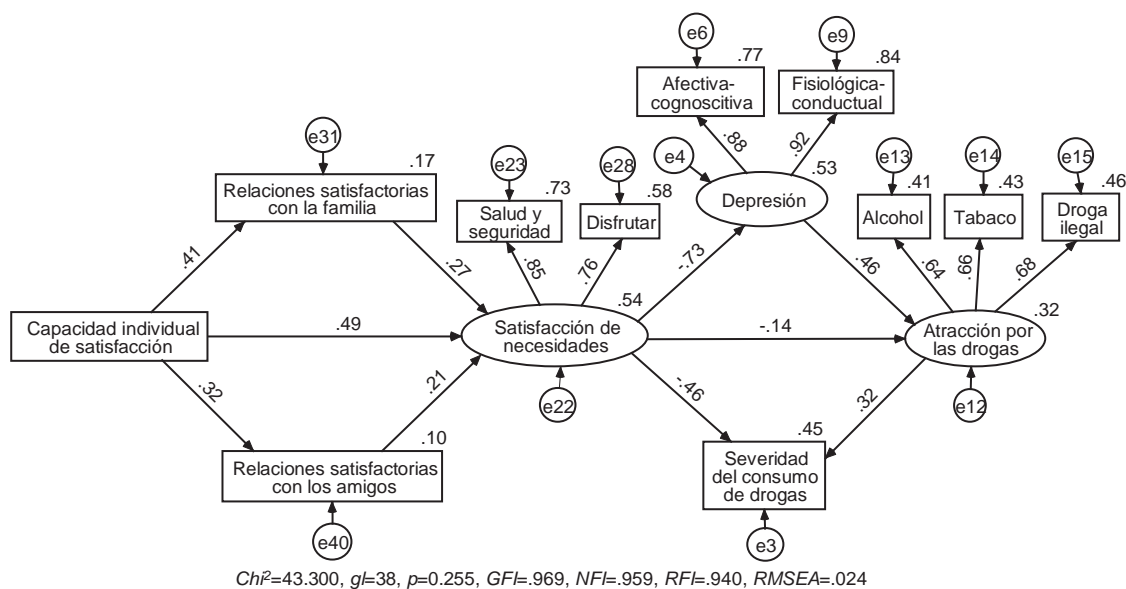 e6
e9
.77
.84
Afectiva-
cognoscitiva
Fisiológica-
conductual
.88
.92
e31
.17
e23
e28
e4
.53
e13
e14
e15
Relaciones satisfactorias
con la familia
.73
.58
Depresión
.41
.43
.46
Salud y
seguridad
Disfrutar
Alcohol
Tabaco
Droga
ilegal
.41
.27
.85
.76
-.73
.46
.64
.66
.68
.54
.32
Capacidad individual
de satisfacción
.49
Satisfacción de
necesidades
-.14
Atracción por
las drogas
.32
.21
e22
-.46
.32
e12
.10
.45
Relaciones satisfactorias
con los amigos
Severidad
del consumo
de drogas
e40
e3
Chi²=43.300, gl=38, p=0.255, GFI=.969, NFI=.959, RFI=.940, RMSEA=.024